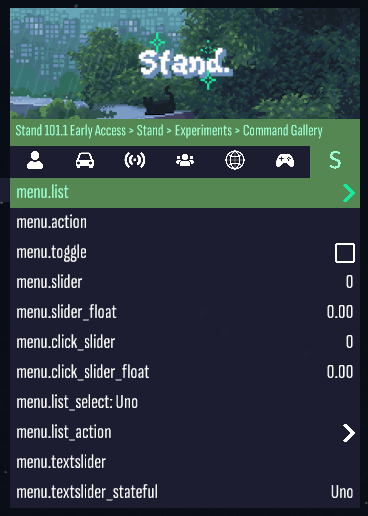 Stand.
Stand 101.1 Early Access > Stand > Experiments > Command Gallery
S
menu.list
menu.action
menu.toggle
menu.slider 0
menu.slider_float 0.00
menu.click_slider 0
menu.click_slider_float 0.00
menu.list_select: Uno
menu.list_action
menu.textslider
menu.textslider_stateful Uno